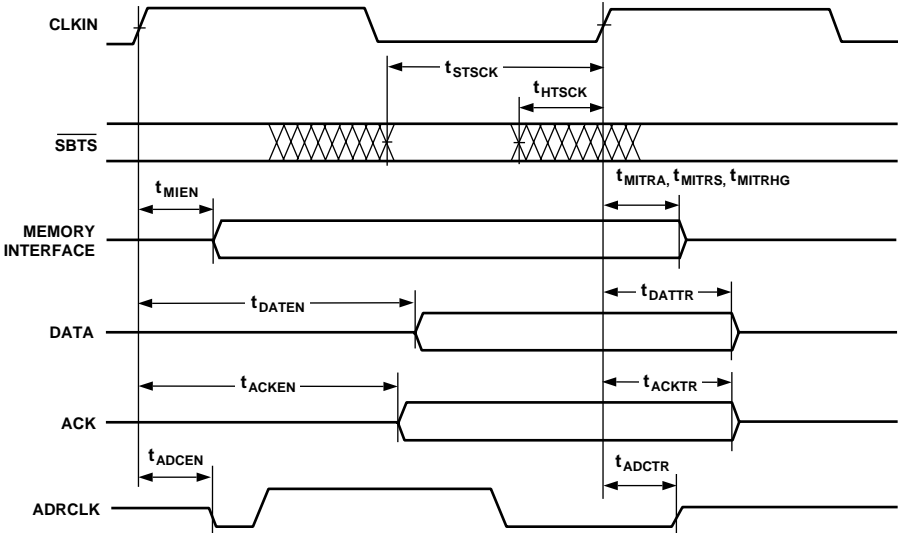 CLKIN
tSTSCK
tHTSCK
SBTS
tMITRA, tMITRS, tMITRHG
tMIEN
MEMORY
INTERFACE
tDATEN
tDATTR
DATA
tACKEN
tACKTR
ACK
tADCEN
tADCTR
ADRCLK